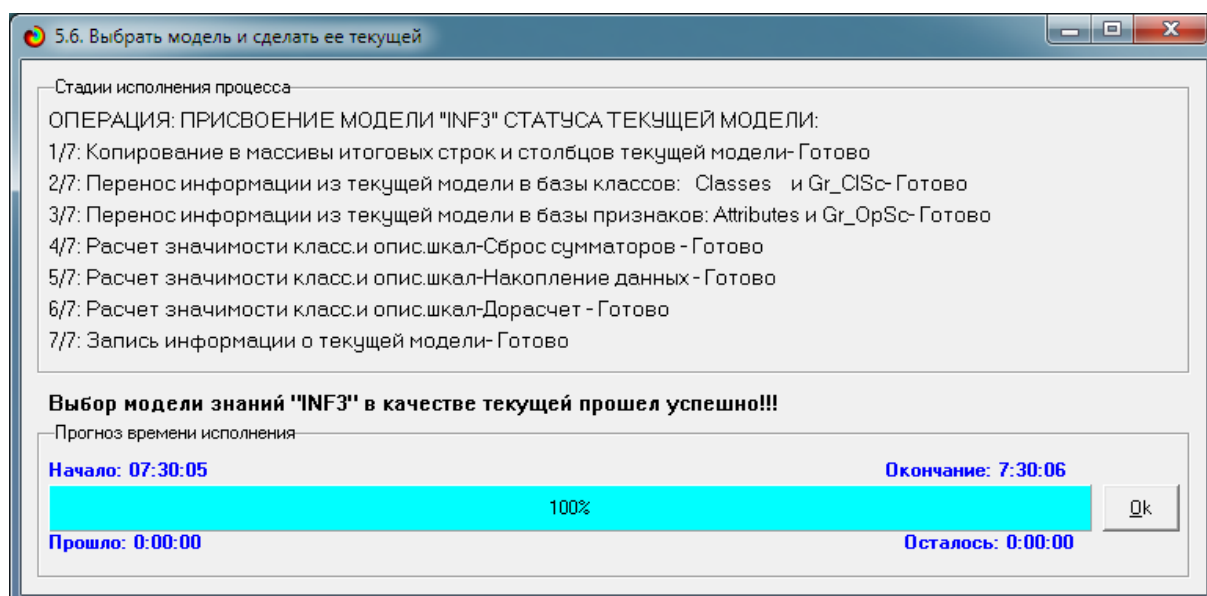 5.6. Выбрать модель и сделать ее текущей
Стадии исполнения процесса
ОПЕРАЦИЯ: ПРИСВОЕНИЕ МОДЕЛИ "INF3" СТАТУСА ТЕКУЩЕЙ МОДЕЛИ:
1/7: Копирование в массивы итоговых строк и столбцов текущей модели- Готово
2/7: Перенос информации из текущей модели в базы классов: Classes и Gr_ClSc- Готово
3/7: Перенос информации из текущей модели в базы признаков: Attributes и Gr_OpSc- Готово
4/7: Расчет значимости класс.и опис.шкал-Сброс сумматоров - Готово
5/7: Расчет значимости класс.и опис.шкал-Накопление данных - Готово
6/7: Расчет значимости класс.и опис.шкал-Дорасчет - Готово
7/7: Запись информации о текущей модели- Готово
Выбор модели знаний "INF3" в качестве текущей прошел успешно!!!
Прогноз времени исполнения
Начало: 07:30:05 Окончание: 7:30:06
100% Ok
Прошло: 0:00:00 Осталось: 0:00:00